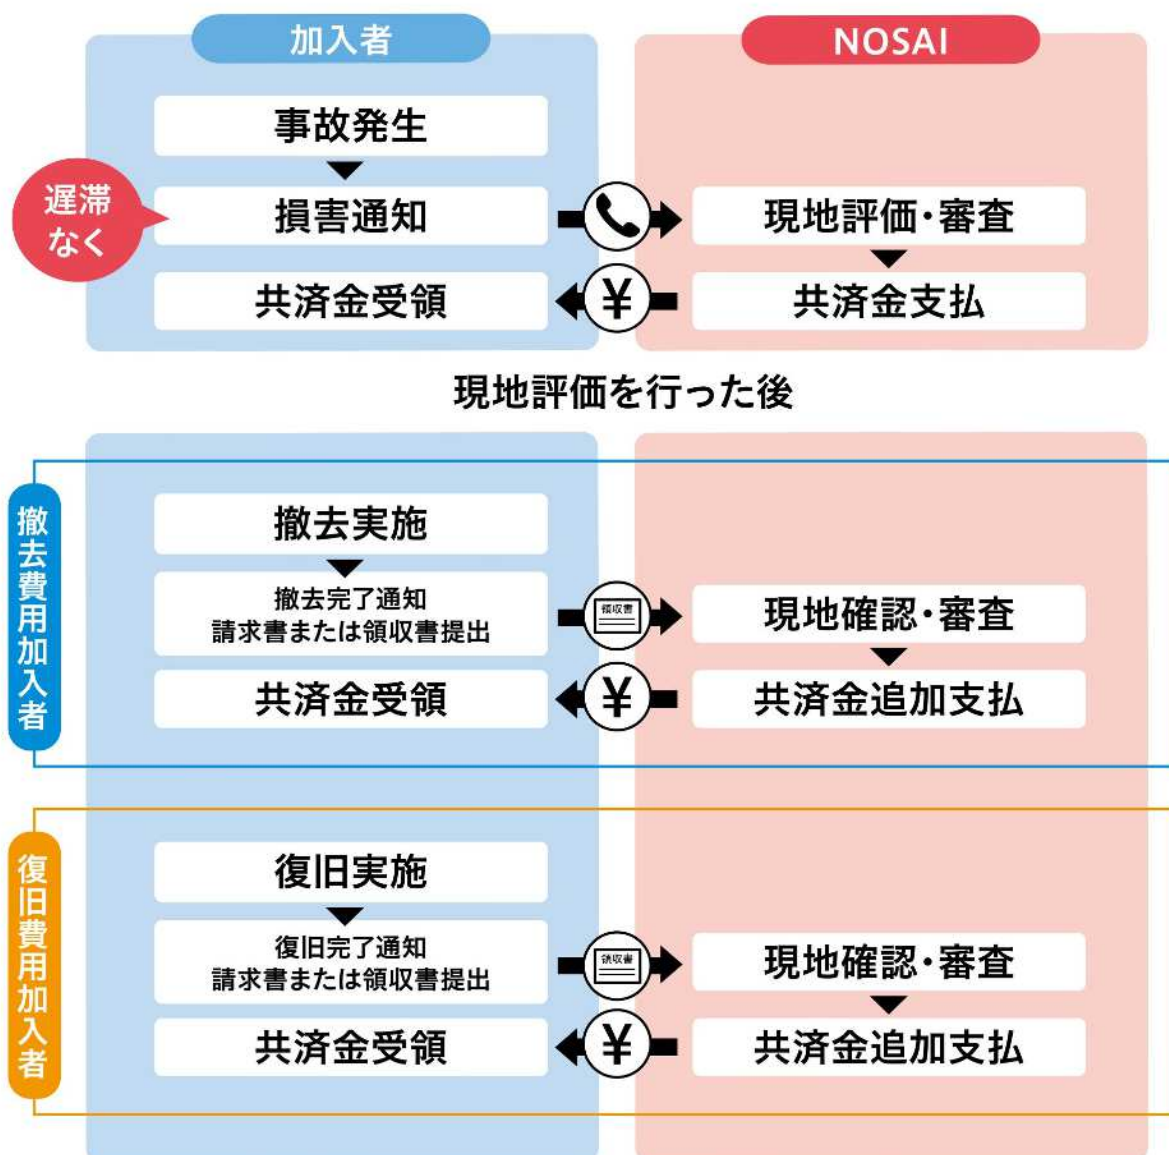 加入者
NOSAI
事故発生
遅滞
なく
損害通知
現地評価・審査
共済金受領
¥
共済金支払
現地評価を行った後
撤去費用加入者
撤去実施
撤去完了通知
請求書または領収書提出
領収書
現地確認・審査
共済金受領
¥
共済金追加支払
復旧費用加入者
復旧実施
復旧完了通知
請求書または領収書提出
領収書
現地確認・審査
共済金受領
¥
共済金追加支払